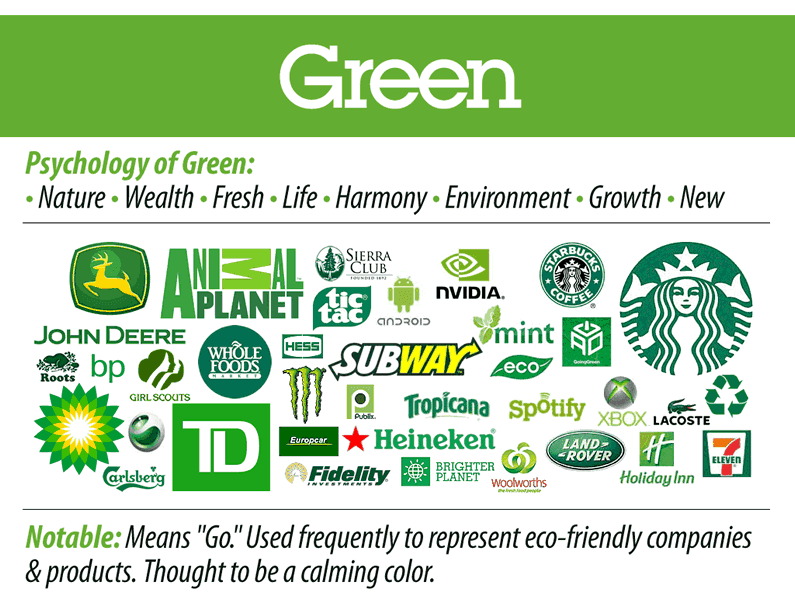 Green
Psychology of Green:
• Nature • Wealth • Fresh • Life • Harmony • Environment • Growth • New
ANIMAL
PLANET
SIERRA
CLUB
FOUNDED 1892
tic
tac
ANDROID
NVIDIA.
STARBUCKS
COFFEE
JOHN DEERE
Roots
bp
GIRL SCOUTS
WHOLE
FOODS
MARKET
HESS
SUBWAY
mint
eco
GoingGreen
Publix.
Tropicana
Spotify
XBOX
LACOSTE
TD
Europcar
Heineken
LAND-
ROVER
H
Holiday Inn
7
ELEVEN
Carlsberg
Fidelity
INVESTMENTS
BRIGHTER
PLANET
Woolworths
the fresh food people
Notable: Means "Go." Used frequently to represent eco-friendly companies
& products. Thought to be a calming color.